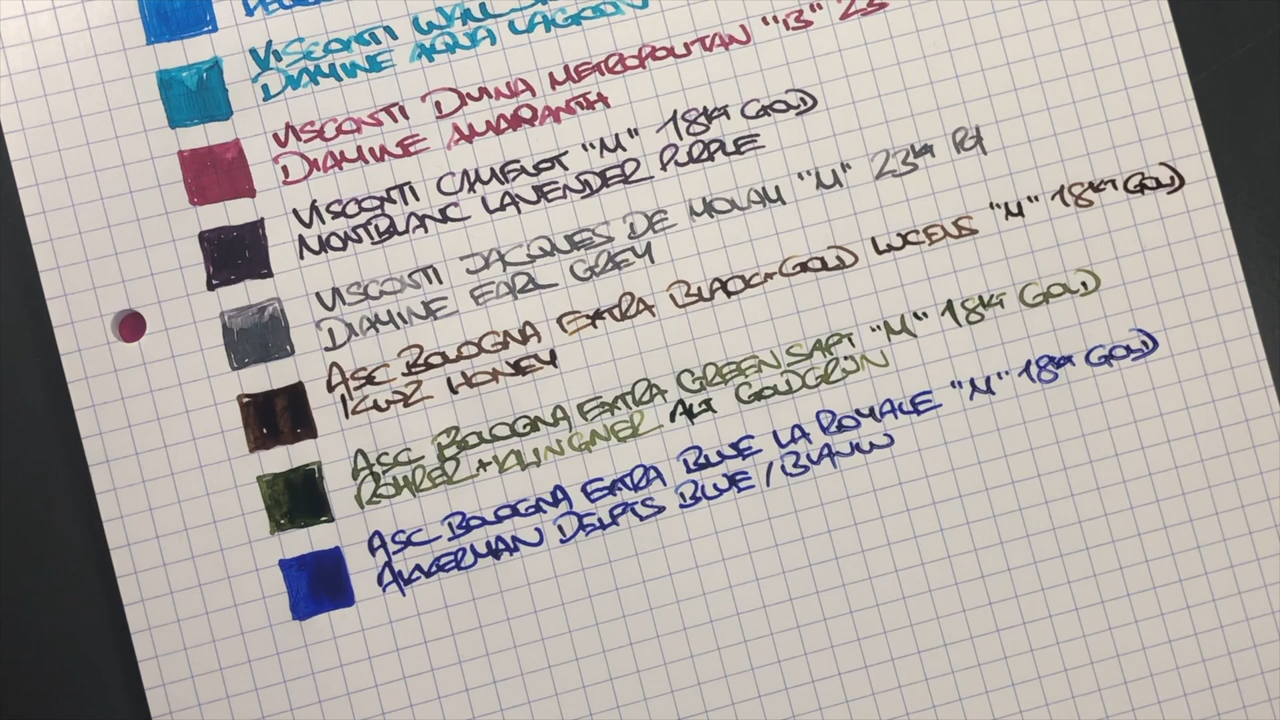 VISCONTI WALL
DIAMINE AQUA LAGOON
VISCONTI DIVINA METROPOLITAN "B" 23
DIAMINE AMARANTH
VISCONTI CAMELOT "M" 18kt GOLD
MONTBLANC LAVENDER PURPLE
VISCONTI JACQUES DE MOLAY "M" 23kt Pd
DIAMINE EARL GREY
ASC BOLOGNA EXTRA BLACK+GOLD LUCENS "M" 18kt GOLD
KWZ HONEY
ASC BOLOGNA EXTRA GREEN SAFT "M" 18kt GOLD
ROHRER+KLINGNER ALT GOLDGRÜN
ASC BOLOGNA EXTRA BLUE LA ROYALE "M" 18kt GOLD
AKKERMAN DELFTS BLUE / BLAUW